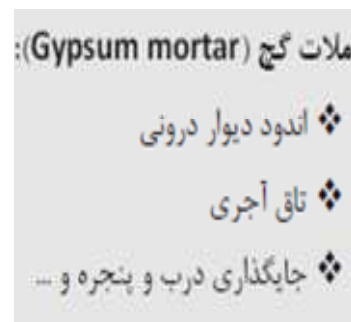 ملات گچ (Gypsum mortar):
❖ اندود دیوار درونی
❖ تاق آجری
❖ جایگذاری درب و پنجره و ...